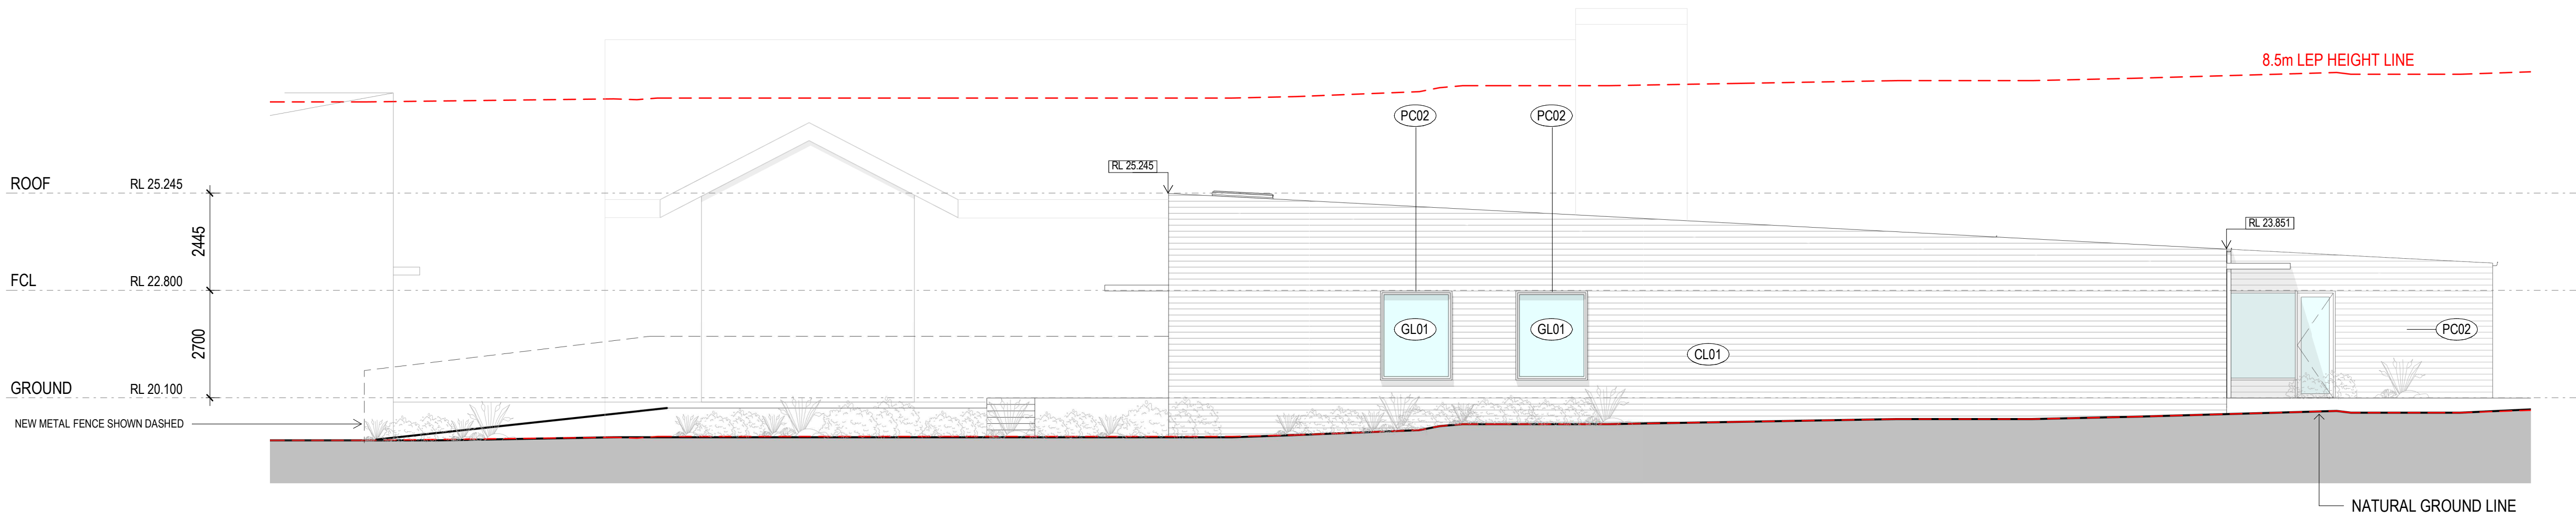 8.5m LEP HEIGHT LINE
PC02
PC02
RL 25.245
ROOF
RL 25.245
RL 23.851
2445
FCL
RL 22.800
GL01
GL01
PC02
2700
CL01
GROUND
RL 20.100
NEW METAL FENCE SHOWN DASHED
NATURAL GROUND LINE